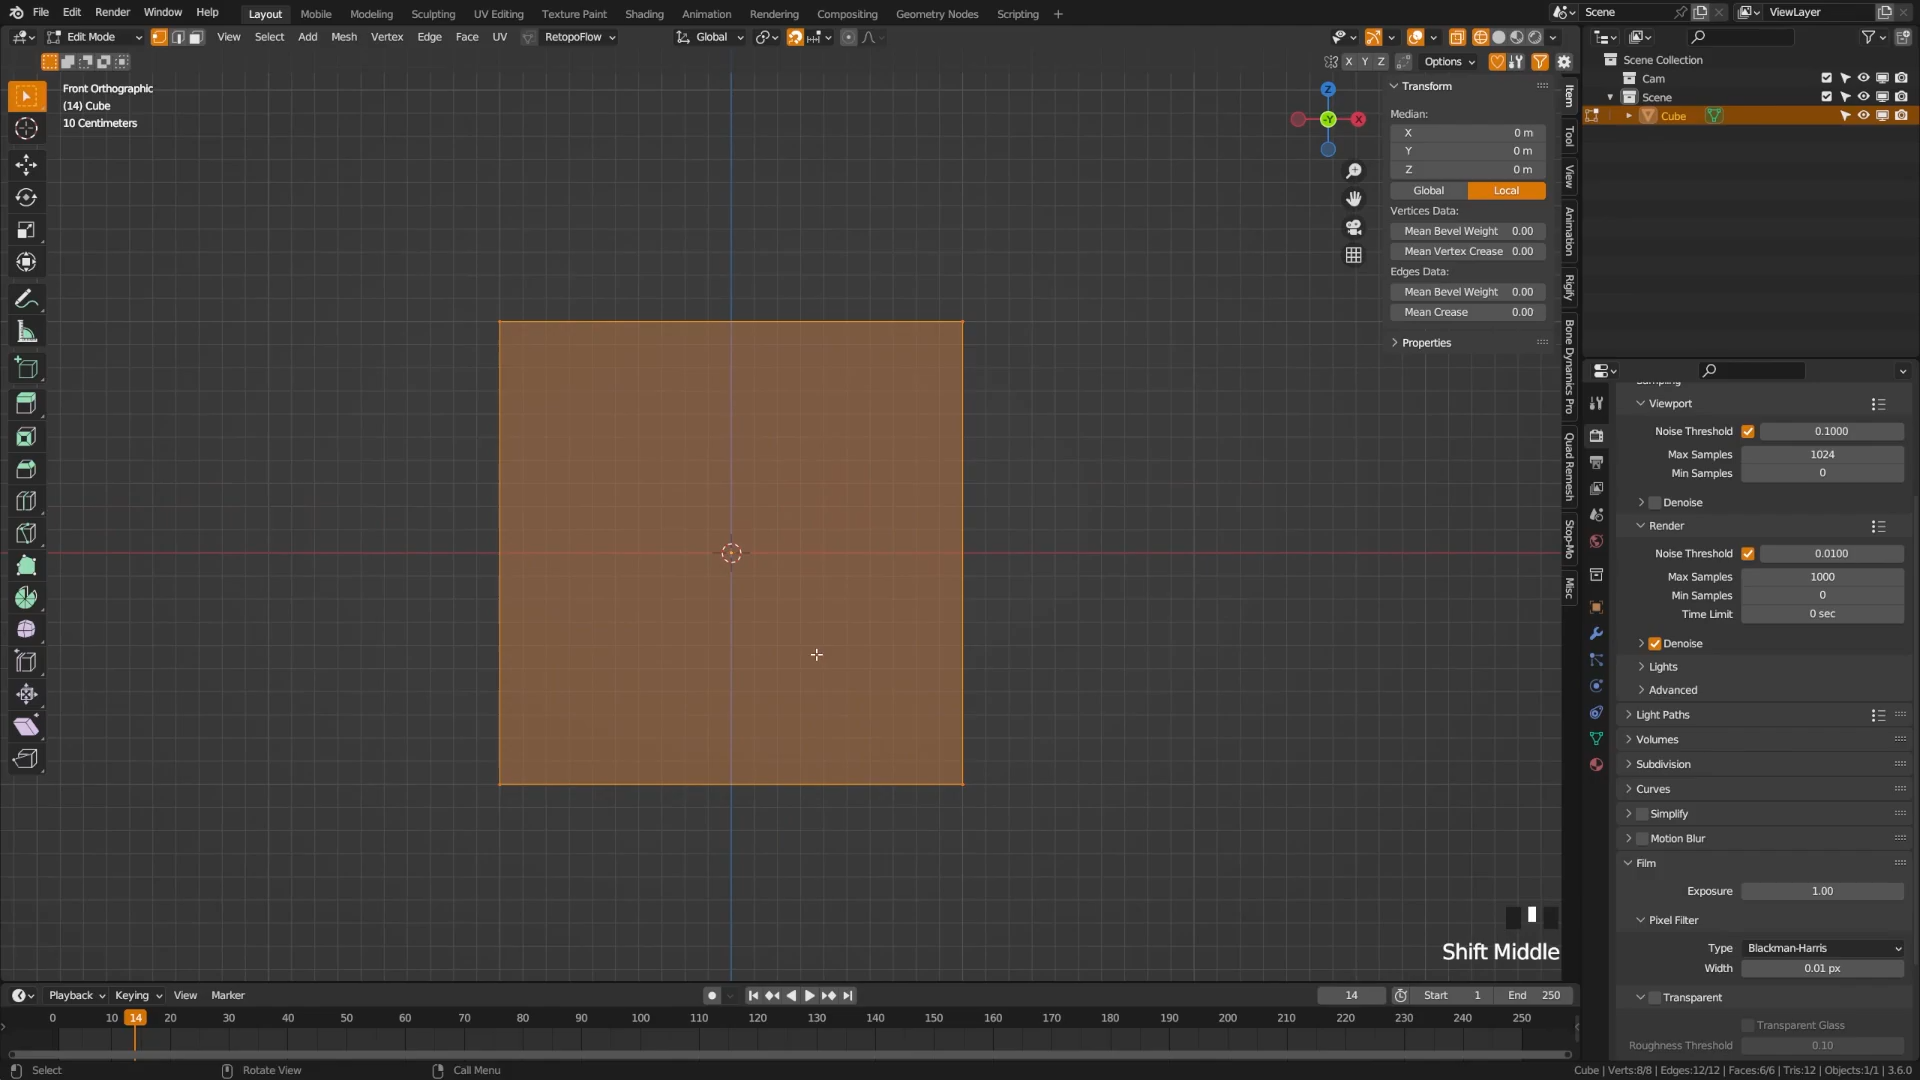 File Edit Render Window Help Layout Mobile Modeling Sculpting UV Editing Texture Paint Shading Animation Rendering Compositing Geometry Nodes Scripting + Scene ViewLayer
Edit Mode View Select Add Mesh Vertex Edge Face UV RetopoFlow Global
X Y Z Options
Front Orthographic
(14) Cube
10 Centimeters
Z
-Y
X
Transform
Median:
X 0 m
Y 0 m
Z 0 m
Global Local
Vertices Data:
Mean Bevel Weight 0.00
Mean Vertex Crease 0.00
Edges Data:
Mean Bevel Weight 0.00
Mean Crease 0.00
Properties
Item
Tool
View
Animation
Rigify
Bone Dynamics Pro
Quad Remesh
Stop-Mo
Misc
Scene Collection
Cam
Scene
Cube
Sampling
Viewport
Noise Threshold 0.1000
Max Samples 1024
Min Samples 0
Denoise
Render
Noise Threshold 0.0100
Max Samples 1000
Min Samples 0
Time Limit 0 sec
Denoise
Lights
Advanced
Light Paths
Volumes
Subdivision
Curves
Simplify
Motion Blur
Film
Exposure 1.00
Pixel Filter
Type Blackman-Harris
Width 0.01 px
Transparent
Transparent Glass
Roughness Threshold 0.10
Shift Middle
Playback Keying View Marker 14 Start 1 End 250
0 10 14 20 30 40 50 60 70 80 90 100 110 120 130 140 150 160 170 180 190 200 210 220 230 240 250
Select Rotate View Call Menu Cube | Verts:8/8 | Edges:12/12 | Faces:6/6 | Tris:12 | Objects:1/1 | 3.6.0